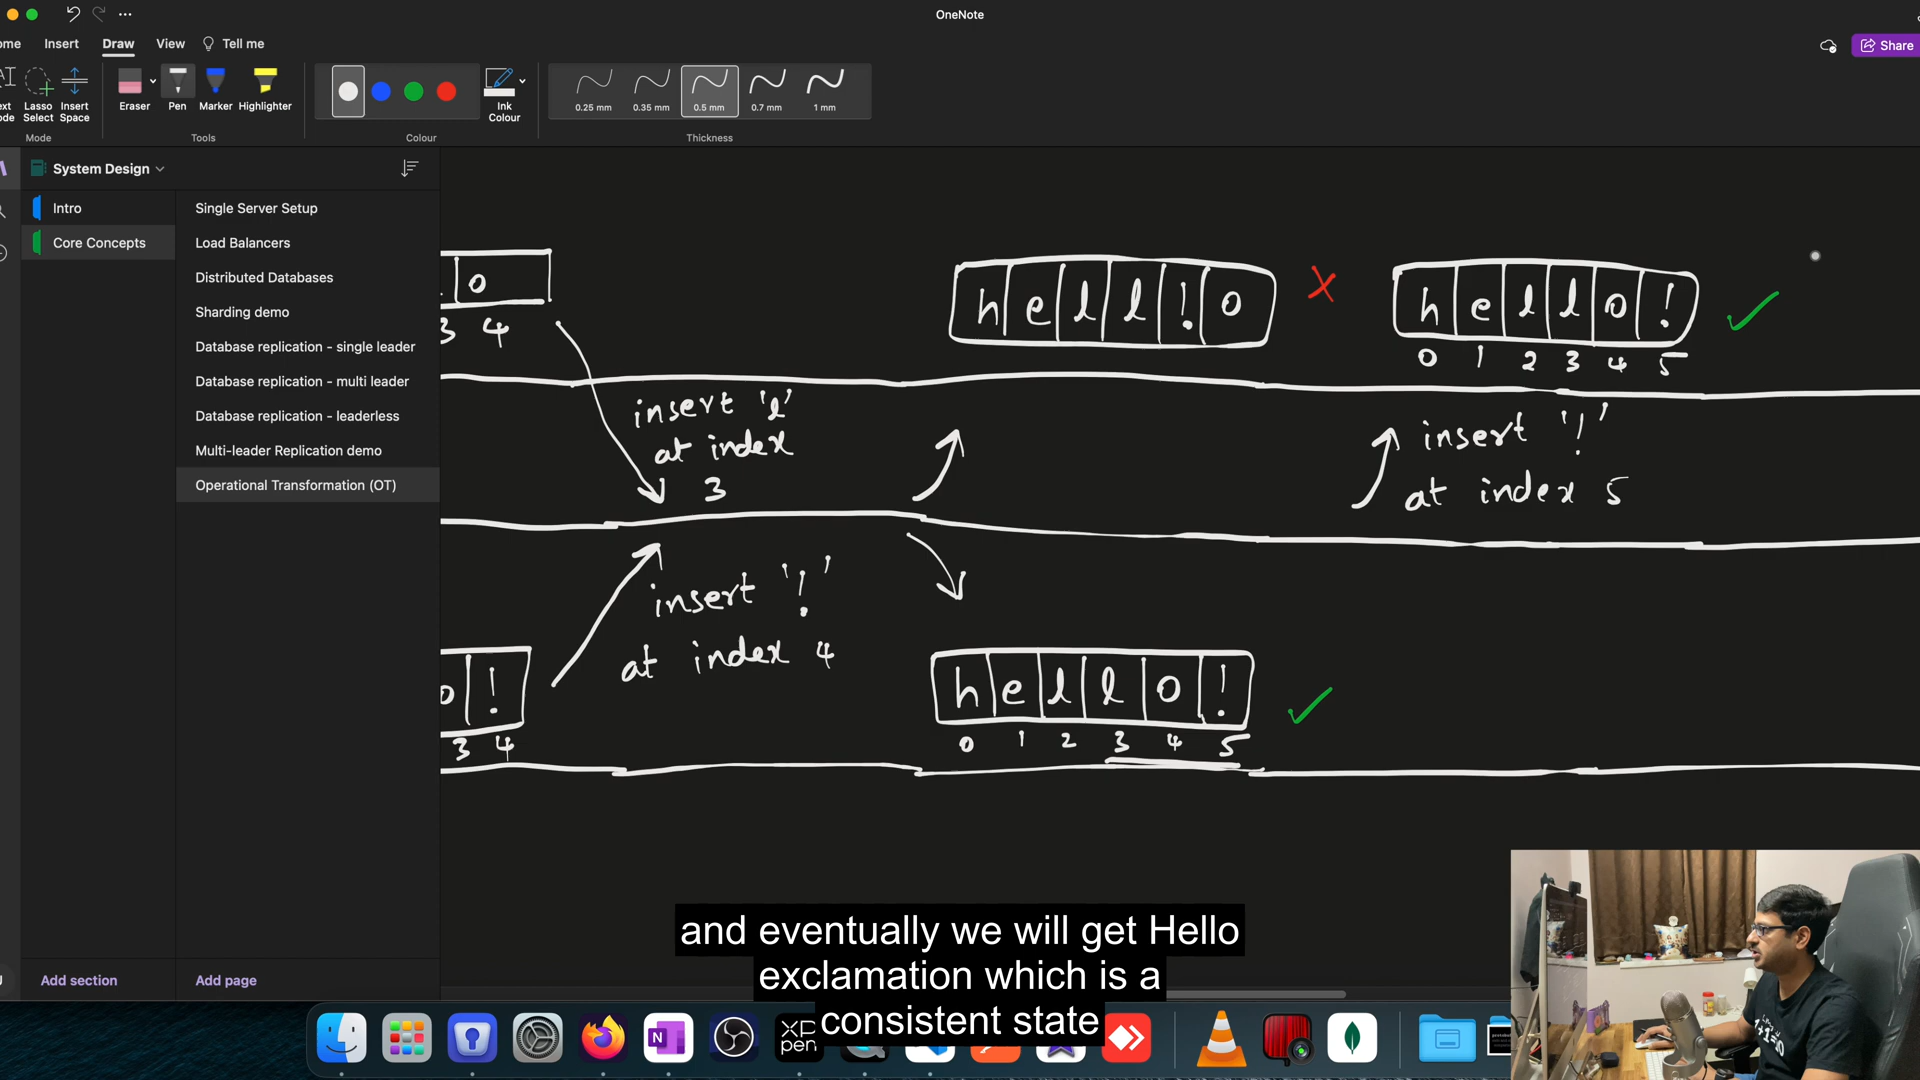 OneNote
ome Insert Draw View Tell me
Share
ext
ode
Lasso
Select
Insert
Space
Eraser
Pen
Marker
Highlighter
Ink
Colour
0.25 mm
0.35 mm
0.5 mm
0.7 mm
1 mm
Mode
Tools
Colour
Thickness
System Design
Intro
Core Concepts
Single Server Setup
Load Balancers
Distributed Databases
Sharding demo
Database replication - single leader
Database replication - multi leader
Database replication - leaderless
Multi-leader Replication demo
Operational Transformation (OT)
o
3 4
h e l l ! o
X
h e l l o !
0 1 2 3 4 5
insert 'l'
at index
3
insert '!'
at index 5
insert '!'
at index 4
o !
3 4
h e l l o !
0 1 2 3 4 5
and eventually we will get Hello
exclamation which is a
consistent state
Add section
Add page
XP
pen
N